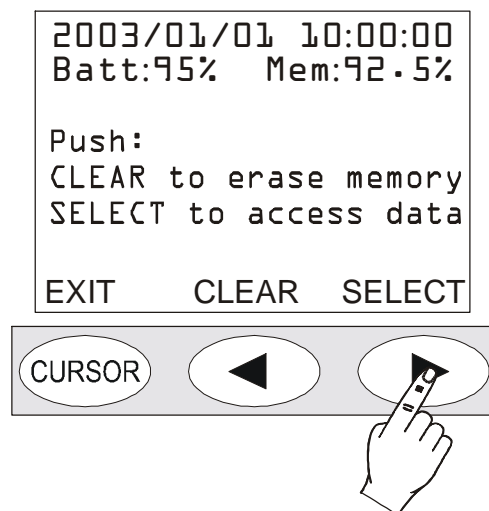 2003/01/01 10:00:00
Batt:95% Mem:92.5%
Push:
CLEAR to erase memory
SELECT to access data
EXIT CLEAR SELECT
CURSOR